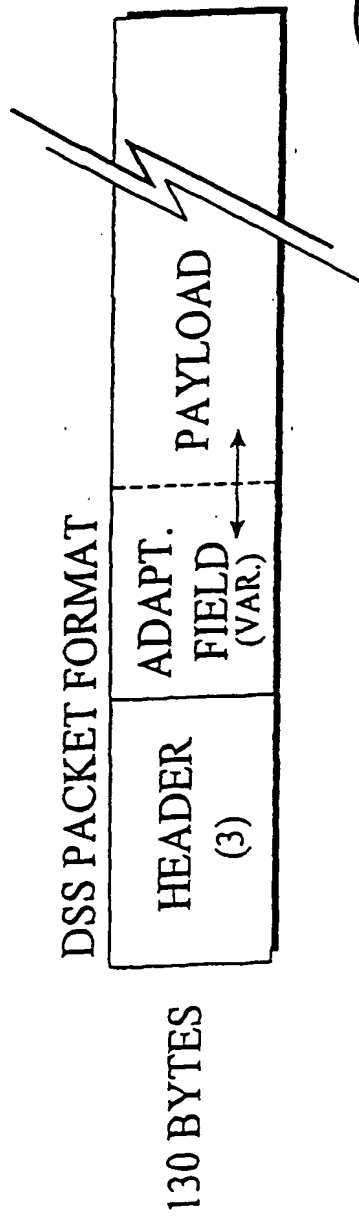 DSS PACKET FORMAT
130 BYTES
HEADER
(3)
ADAPT.
FIELD
(VAR.)
PAYLOAD